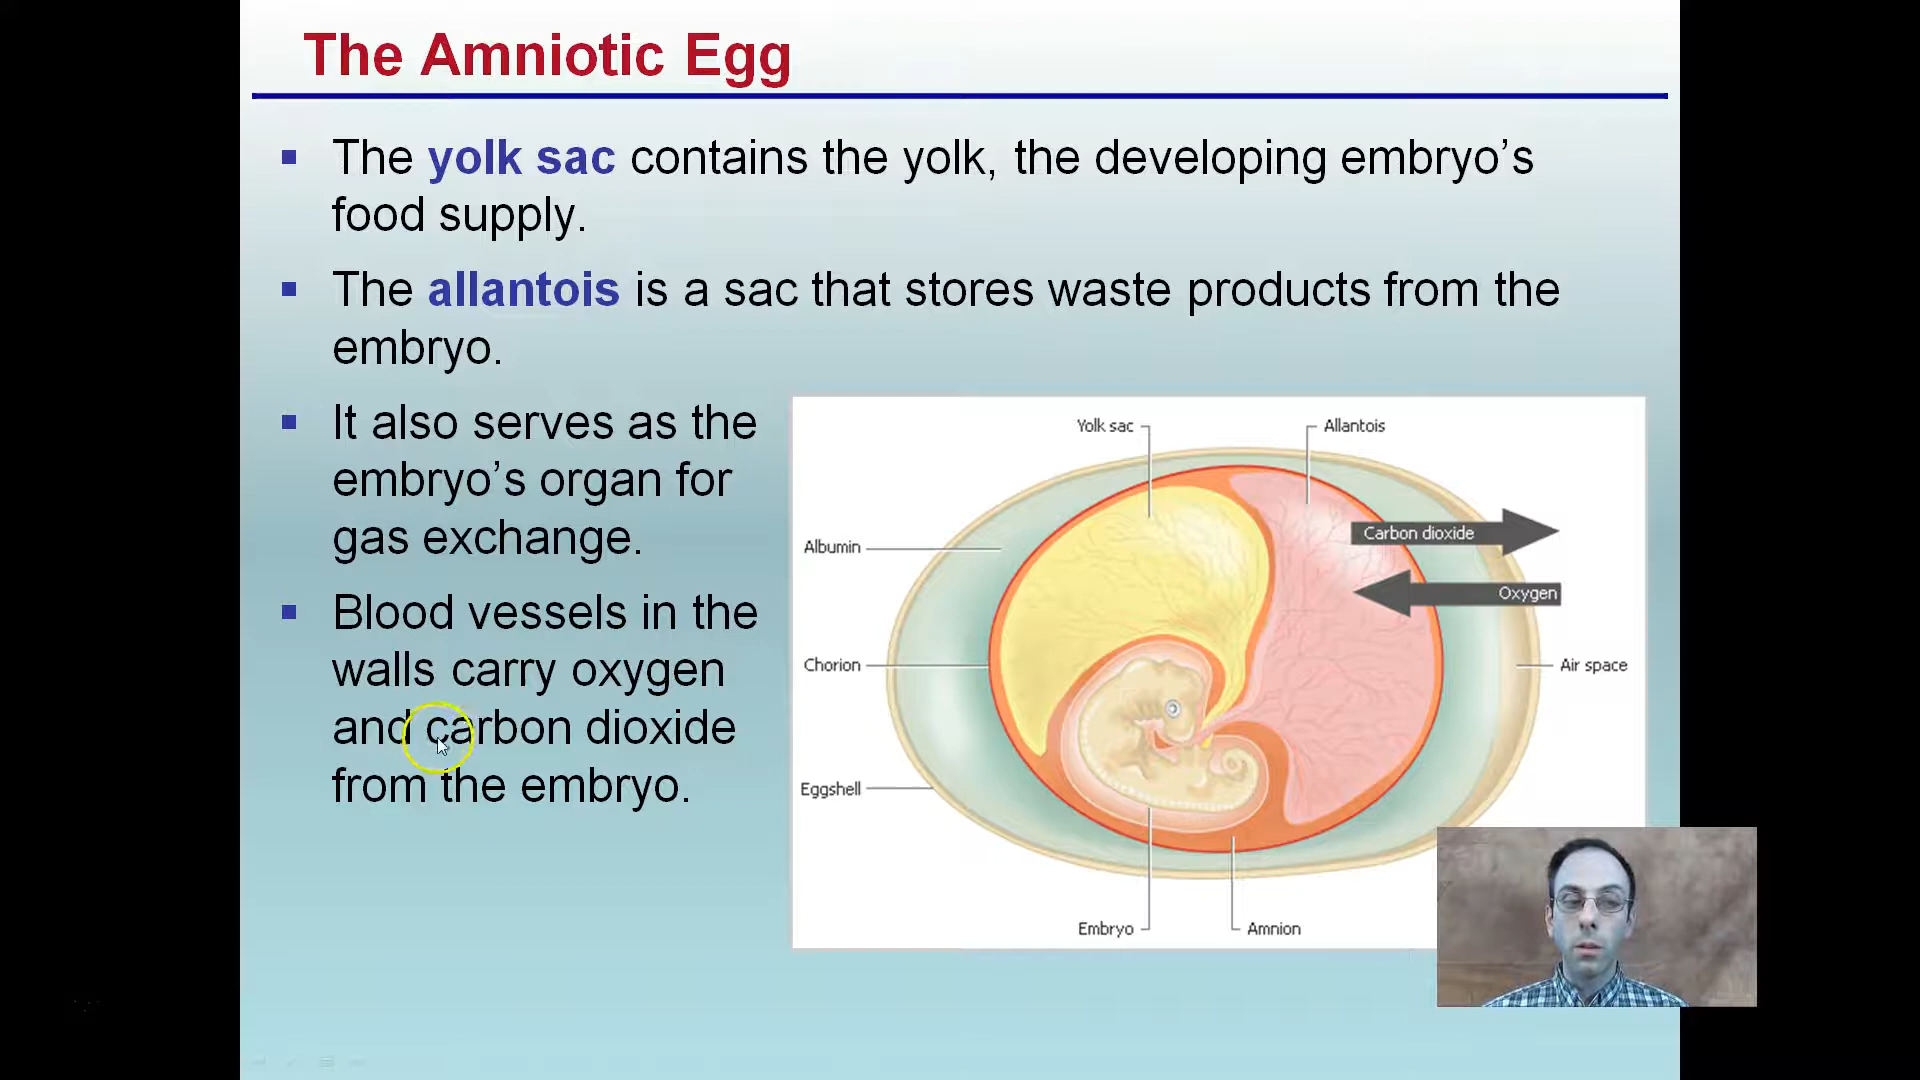 The Amniotic Egg
The yolk sac contains the yolk, the developing embryo’s
food supply.
The allantois is a sac that stores waste products from the
embryo.
It also serves as the
embryo’s organ for
gas exchange.
Blood vessels in the
walls carry oxygen
and carbon dioxide
from the embryo.
Yolk sac
Allantois
Carbon dioxide
Albumin
Oxygen
Chorion
Air space
Eggshell
Embryo
Amnion